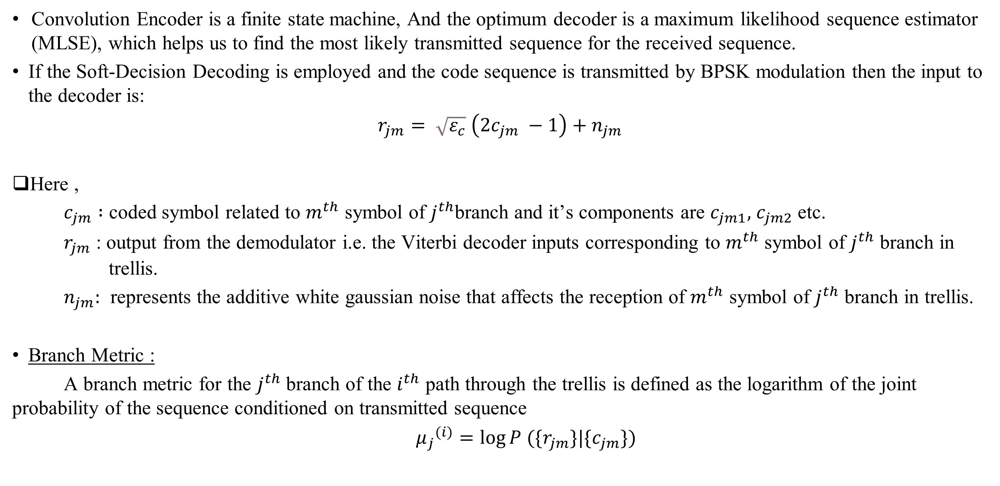 • Convolution Encoder is a finite state machine, And the optimum decoder is a maximum likelihood sequence estimator
(MLSE), which helps us to find the most likely transmitted sequence for the received sequence.
• If the Soft-Decision Decoding is employed and the code sequence is transmitted by BPSK modulation then the input to
the decoder is:
$r_{jm} = \sqrt{\varepsilon_c}\,(2c_{jm} - 1) + n_{jm}$
❑Here ,
$c_{jm}$ : coded symbol related to $m^{th}$ symbol of $j^{th}$branch and it’s components are $c_{jm1}$, $c_{jm2}$ etc.
$r_{jm}$ : output from the demodulator i.e. the Viterbi decoder inputs corresponding to $m^{th}$ symbol of $j^{th}$ branch in
trellis.
$n_{jm}$: represents the additive white gaussian noise that affects the reception of $m^{th}$ symbol of $j^{th}$ branch in trellis.
• Branch Metric :
A branch metric for the $j^{th}$ branch of the $i^{th}$ path through the trellis is defined as the logarithm of the joint
probability of the sequence conditioned on transmitted sequence
$\mu_j^{(i)} = \log P\,(\{r_{jm}\}|\{c_{jm}\})$